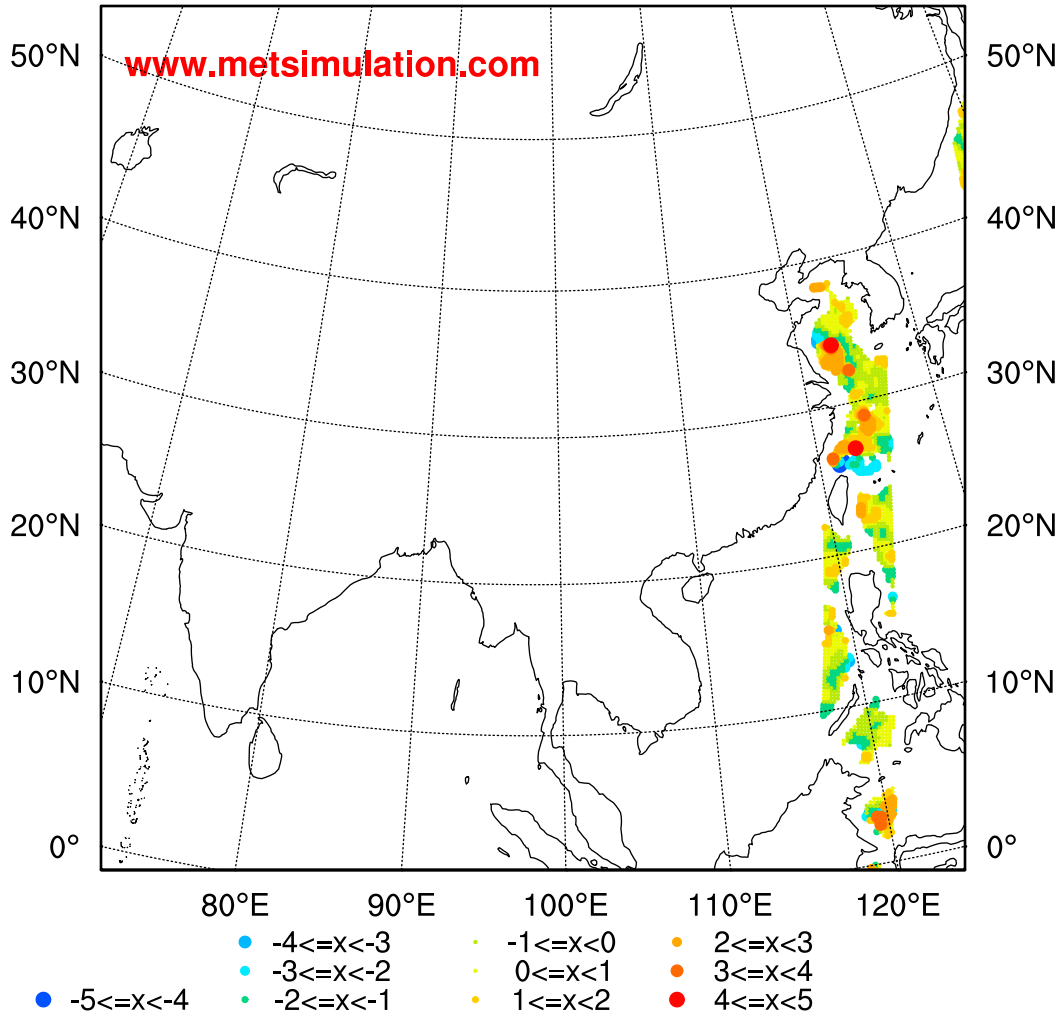 50°N 50°N
www.metsimulation.com
40°N 40°N
30°N 30°N
20°N 20°N
10°N 10°N
0° 0°
80°E 90°E 100°E 110°E 120°E
-4<=x<-3 -1<=x<0 2<=x<3
-3<=x<-2 0<=x<1 3<=x<4
-5<=x<-4 -2<=x<-1 1<=x<2 4<=x<5